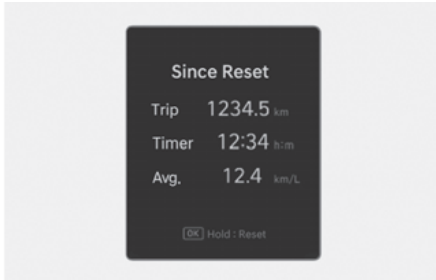 Since Reset
Trip 1234.5 km
Timer 12:34 h:m
Avg. 12.4 km/L
OK Hold : Reset